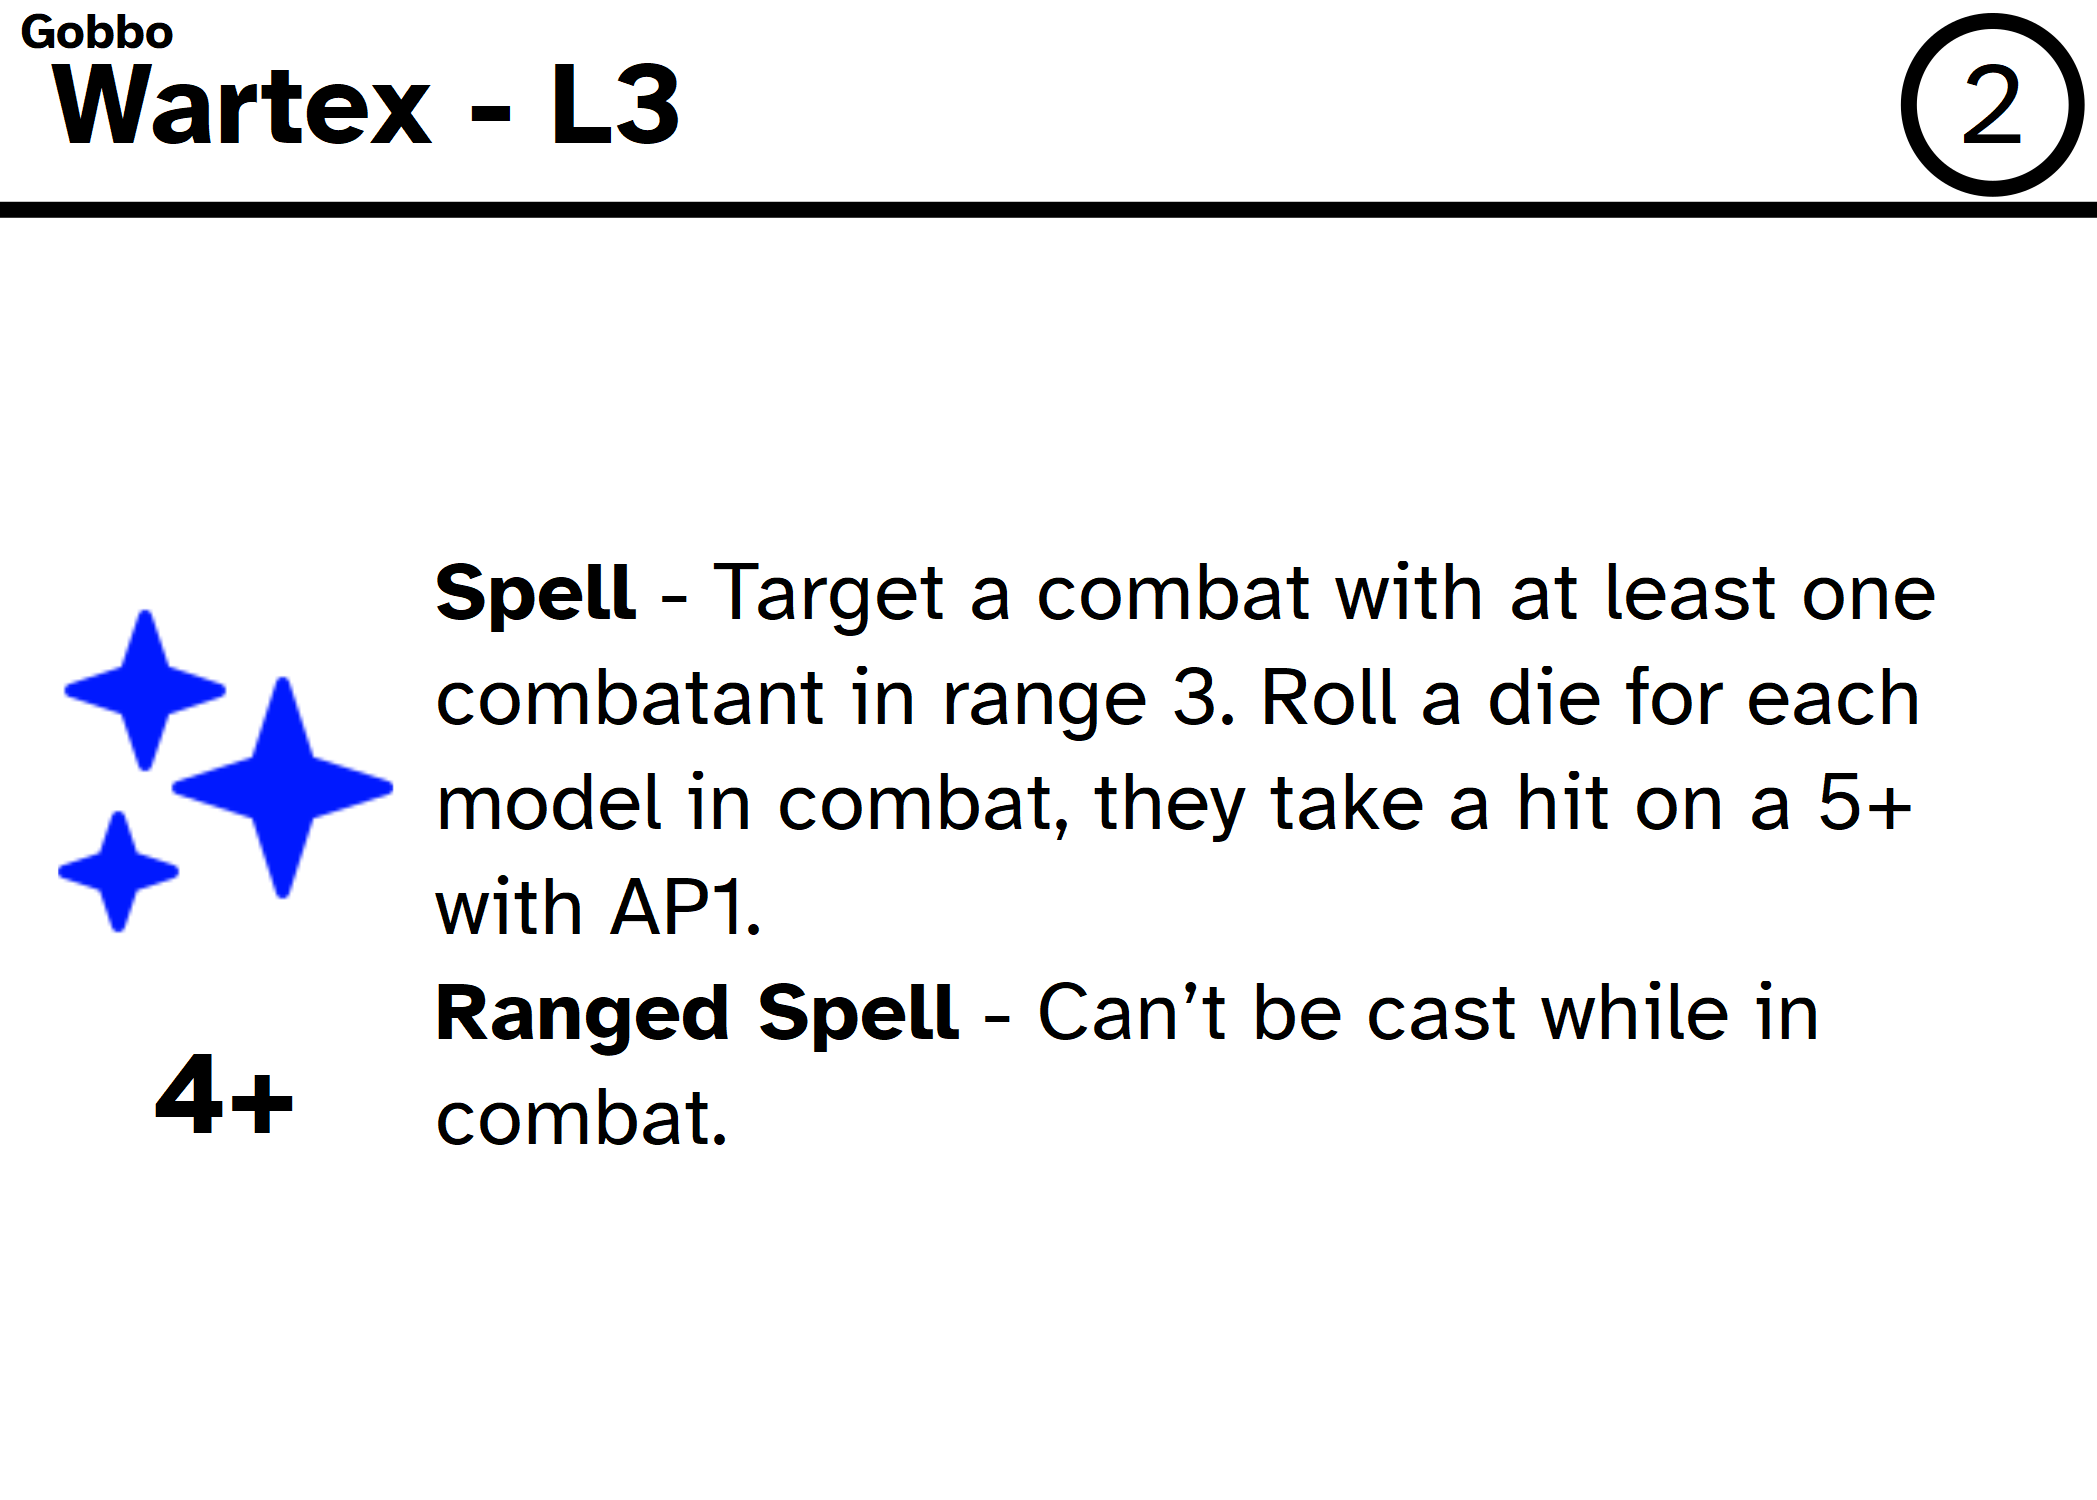 Gobbo
Wartex - L3
2
Spell - Target a combat with at least one
combatant in range 3. Roll a die for each
model in combat, they take a hit on a 5+
with AP1.
Ranged Spell - Can’t be cast while in
combat.
4+